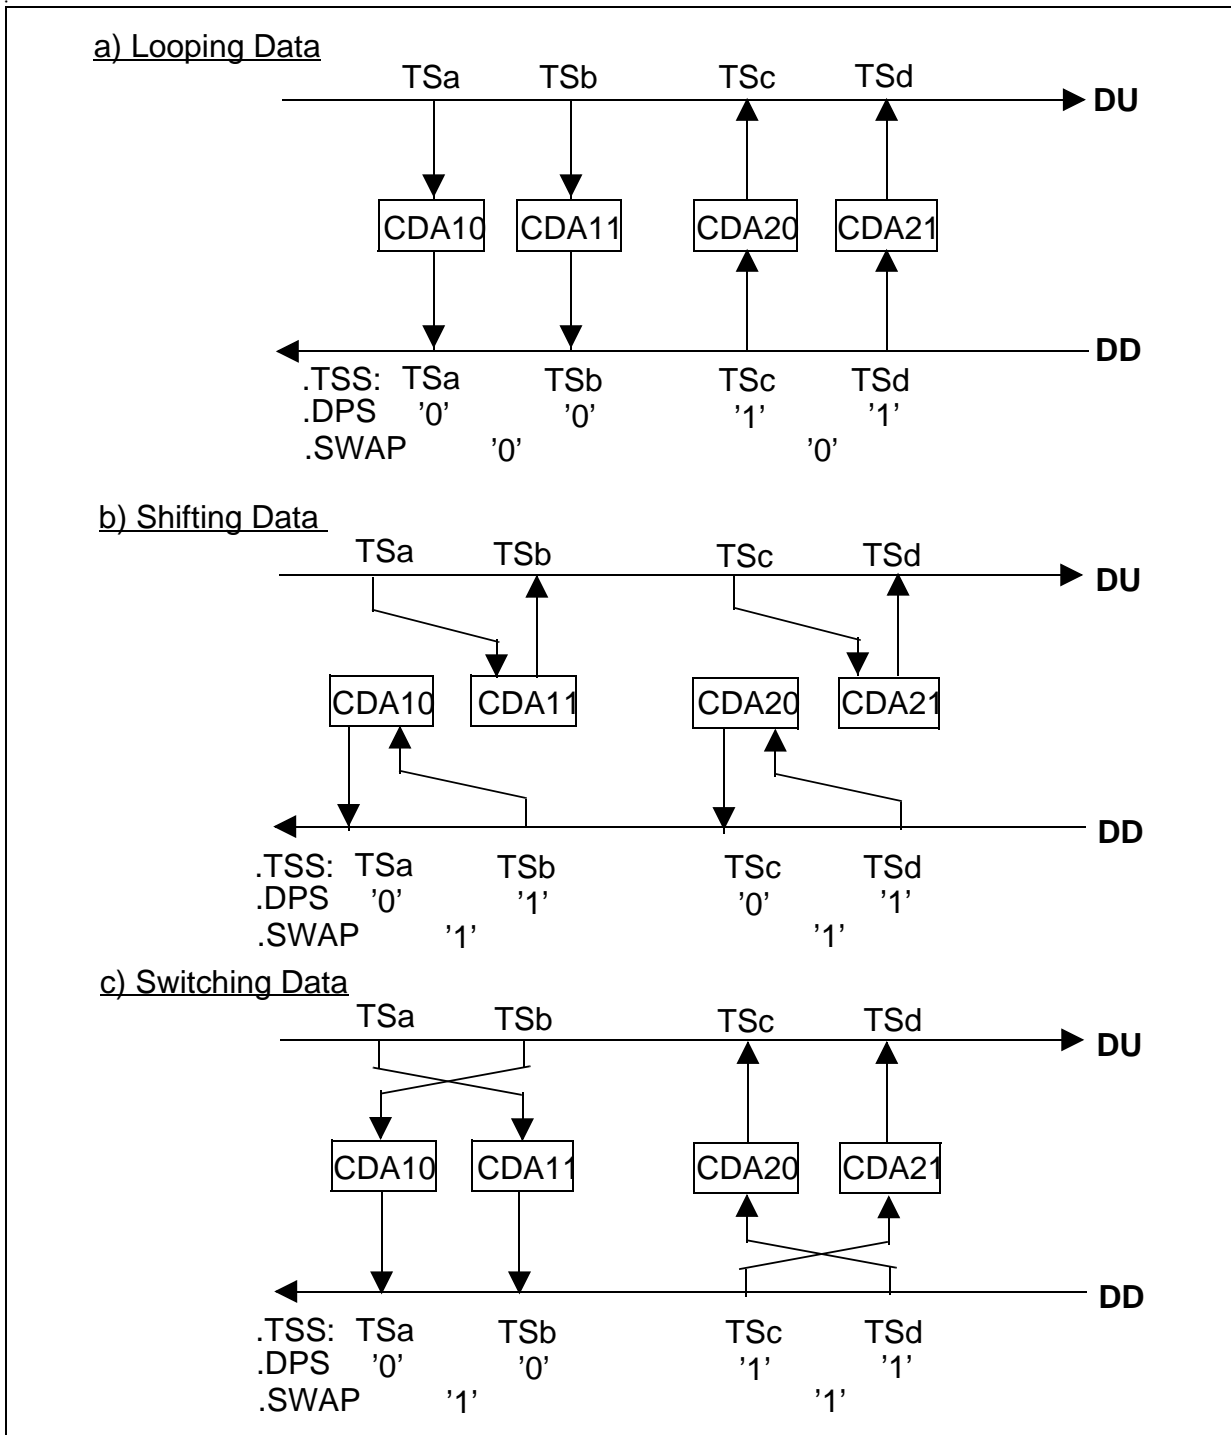 a) Looping Data
TSa TSb TSc TSd
DU
CDA10 CDA11 CDA20 CDA21
DD
.TSS: TSa TSb TSc TSd
.DPS '0' '0' '1' '1'
.SWAP '0' '0'
b) Shifting Data
TSa TSb TSc TSd
DU
CDA10 CDA11 CDA20 CDA21
DD
.TSS: TSa TSb TSc TSd
.DPS '0' '1' '0' '1'
.SWAP '1' '1'
c) Switching Data
TSa TSb TSc TSd
DU
CDA10 CDA11 CDA20 CDA21
DD
.TSS: TSa TSb TSc TSd
.DPS '0' '0' '1' '1'
.SWAP '1' '1'